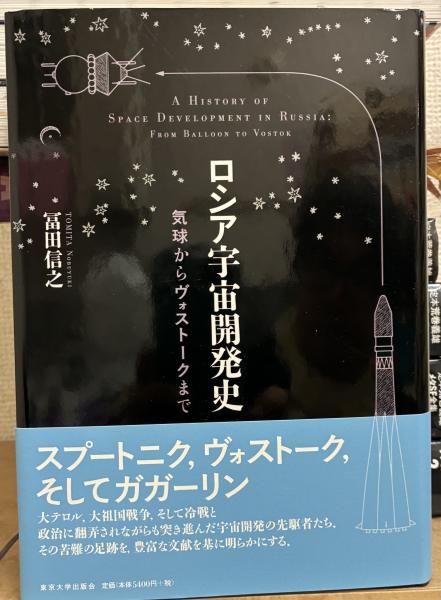 A History of
Space Development in Russia:
From Balloon to Vostok
ロシア宇宙開発史
気球からヴォストークまで
冨田信之
TOMITA Nobuyuki
スプートニク,ヴォストーク,
そしてガガーリン
大テロル,大祖国戦争,そして冷戦と
政治に翻弄されながらも突き進んだ宇宙開発の先駆者たち.
その苦難の足跡を,豊富な文献を基に明らかにする.
東京大学出版会 定価(本体5400円+税)